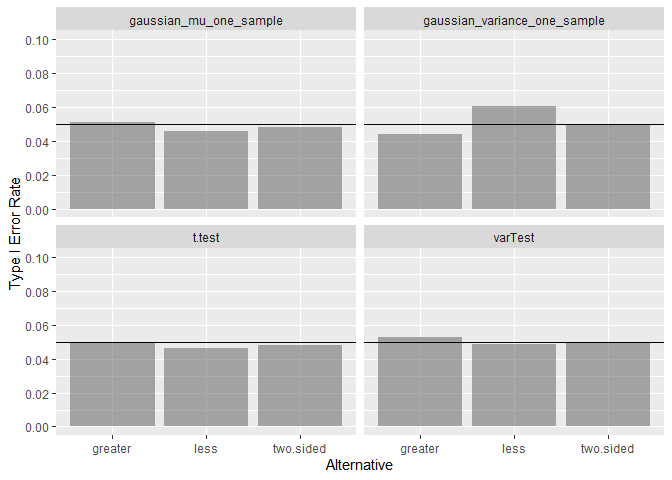 gaussian_mu_one_sample
gaussian_variance_one_sample
0.10
0.08
0.06
0.04
0.02
0.00
Type I Error Rate
t.test
varTest
0.10
0.08
0.06
0.04
0.02
0.00
greater less two.sided
greater less two.sided
Alternative